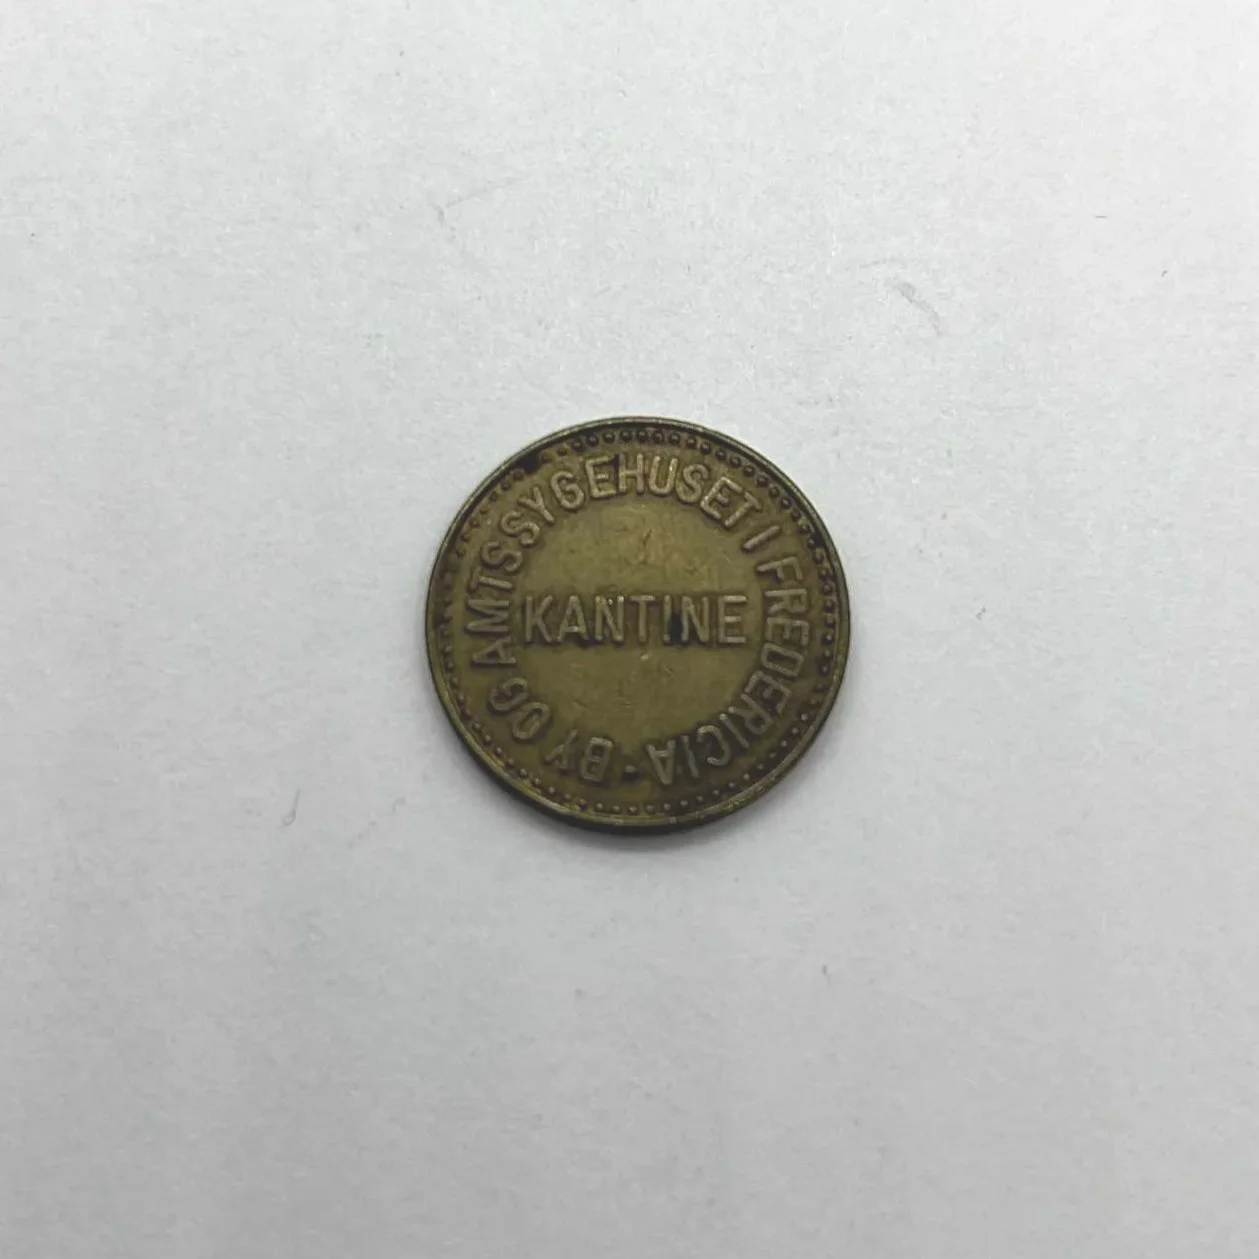 BY OG AMTSSYGEHUSET I FREDERICIA •
KANTINE